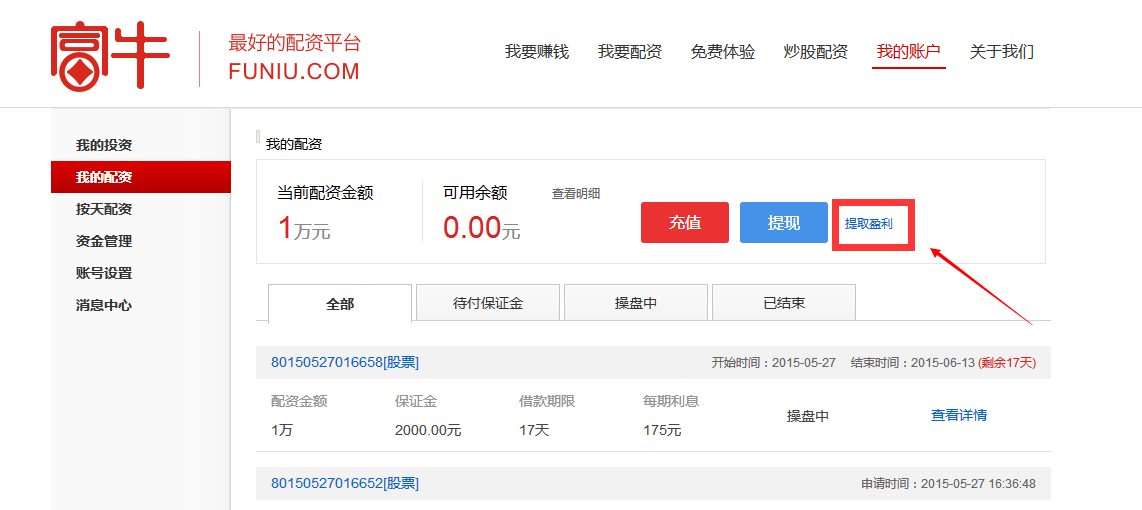 富牛
最好的配资平台
FUNIU.COM
我要赚钱 我要配资 免费体验 炒股配资 我的账户 关于我们
我的投资
我的配资
按天配资
资金管理
账号设置
消息中心
我的配资
当前配资金额 可用余额 查看明细
1万元 0.00元 充值 提现 提取盈利
全部 待付保证金 操盘中 已结束
80150527016658[股票] 开始时间：2015-05-27 结束时间：2015-06-13 (剩余17天)
配资金额 保证金 借款期限 每期利息
1万 2000.00元 17天 175元 操盘中 查看详情
80150527016652[股票] 申请时间：2015-05-27 16:36:48